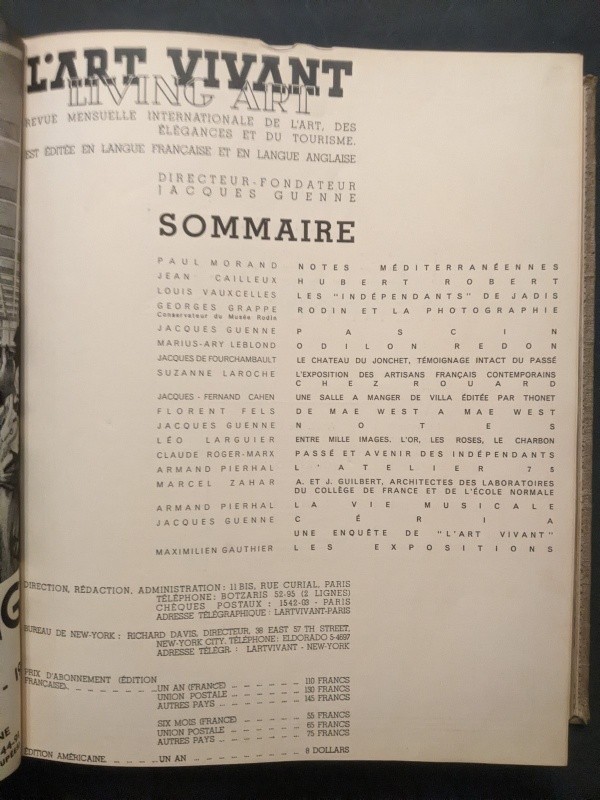 L'ART VIVANT
LIVING ART
REVUE MENSUELLE INTERNATIONALE DE L'ART, DES
ÉLÉGANCES ET DU TOURISME.
EST ÉDITÉE EN LANGUE FRANÇAISE ET EN LANGUE ANGLAISE
DIRECTEUR-FONDATEUR
JACQUES GUENNE
SOMMAIRE
PAUL MORAND NOTES MÉDITERRANÉENNES
JEAN CAILLEUX HUBERT ROBERT
LOUIS VAUXCELLES LES "INDÉPENDANTS" DE JADIS
GEORGES GRAPPE RODIN ET LA PHOTOGRAPHIE
Conservateur du Musée Rodin
JACQUES GUENNE PASCIN
MARIUS-ARY LEBLOND ODILON REDON
JACQUES DE FOURCHAMBAULT LE CHATEAU DU JONCHET, TÉMOIGNAGE INTACT DU PASSÉ
SUZANNE LAROCHE L'EXPOSITION DES ARTISANS FRANÇAIS CONTEMPORAINS
CHEZ ROUARD
JACQUES - FERNAND CAHEN UNE SALLE A MANGER DE VILLA ÉDITÉE PAR THONET
FLORENT FELS DE MAE WEST A MAE WEST
JACQUES GUENNE NOTES
LÉO LARGUIER ENTRE MILLE IMAGES. L'OR, LES ROSES, LE CHARBON
CLAUDE ROGER-MARX PASSÉ ET AVENIR DES INDÉPENDANTS
ARMAND PIERHAL L'ATELIER 75
MARCEL ZAHAR A. ET J. GUILBERT, ARCHITECTES DES LABORATOIRES
DU COLLÈGE DE FRANCE ET DE L'ÉCOLE NORMALE
ARMAND PIERHAL LA VIE MUSICALE
JACQUES GUENNE CÉRIA
UNE ENQUÊTE DE "L'ART VIVANT"
MAXIMILIEN GAUTHIER LES EXPOSITIONS
DIRECTION, RÉDACTION, ADMINISTRATION : 11 BIS, RUE CURIAL, PARIS
TÉLÉPHONE : BOTZARIS 52-95 (2 LIGNES)
CHÈQUES POSTAUX : 1542-03 - PARIS
ADRESSE TÉLÉGRAPHIQUE : LARTVIVANT-PARIS
BUREAU DE NEW-YORK : RICHARD DAVIS, DIRECTEUR, 38 EAST 57 TH STREET,
NEW-YORK CITY. TÉLÉPHONE : ELDORADO 5-4697
ADRESSE TÉLÉGR. : LARTVIVANT - NEW-YORK
PRIX D'ABONNEMENT (ÉDITION
FRANÇAISE). UN AN (FRANCE) 110 FRANCS
UNION POSTALE 130 FRANCS
AUTRES PAYS 145 FRANCS
SIX MOIS (FRANCE) 55 FRANCS
UNION POSTALE 65 FRANCS
AUTRES PAYS 75 FRANCS
ÉDITION AMÉRICAINE. UN AN 8 DOLLARS